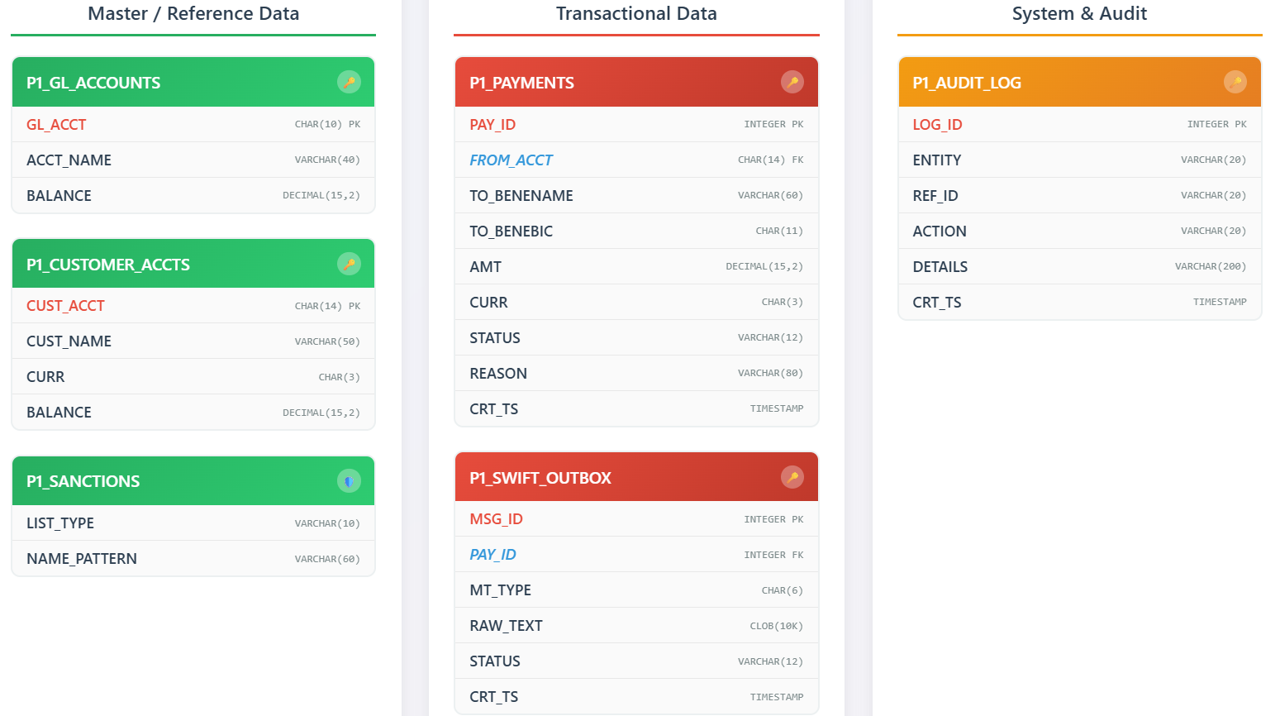 Master / Reference Data
P1_GL_ACCOUNTS
GL_ACCT CHAR(10) PK
ACCT_NAME VARCHAR(40)
BALANCE DECIMAL(15,2)
P1_CUSTOMER_ACCTS
CUST_ACCT CHAR(14) PK
CUST_NAME VARCHAR(50)
CURR CHAR(3)
BALANCE DECIMAL(15,2)
P1_SANCTIONS
LIST_TYPE VARCHAR(10)
NAME_PATTERN VARCHAR(60)
Transactional Data
P1_PAYMENTS
PAY_ID INTEGER PK
FROM_ACCT CHAR(14) FK
TO_BENENAME VARCHAR(60)
TO_BENEBIC CHAR(11)
AMT DECIMAL(15,2)
CURR CHAR(3)
STATUS VARCHAR(12)
REASON VARCHAR(80)
CRT_TS TIMESTAMP
P1_SWIFT_OUTBOX
MSG_ID INTEGER PK
PAY_ID INTEGER FK
MT_TYPE CHAR(6)
RAW_TEXT CLOB(10K)
STATUS VARCHAR(12)
CRT_TS TIMESTAMP
System & Audit
P1_AUDIT_LOG
LOG_ID INTEGER PK
ENTITY VARCHAR(20)
REF_ID VARCHAR(20)
ACTION VARCHAR(20)
DETAILS VARCHAR(200)
CRT_TS TIMESTAMP